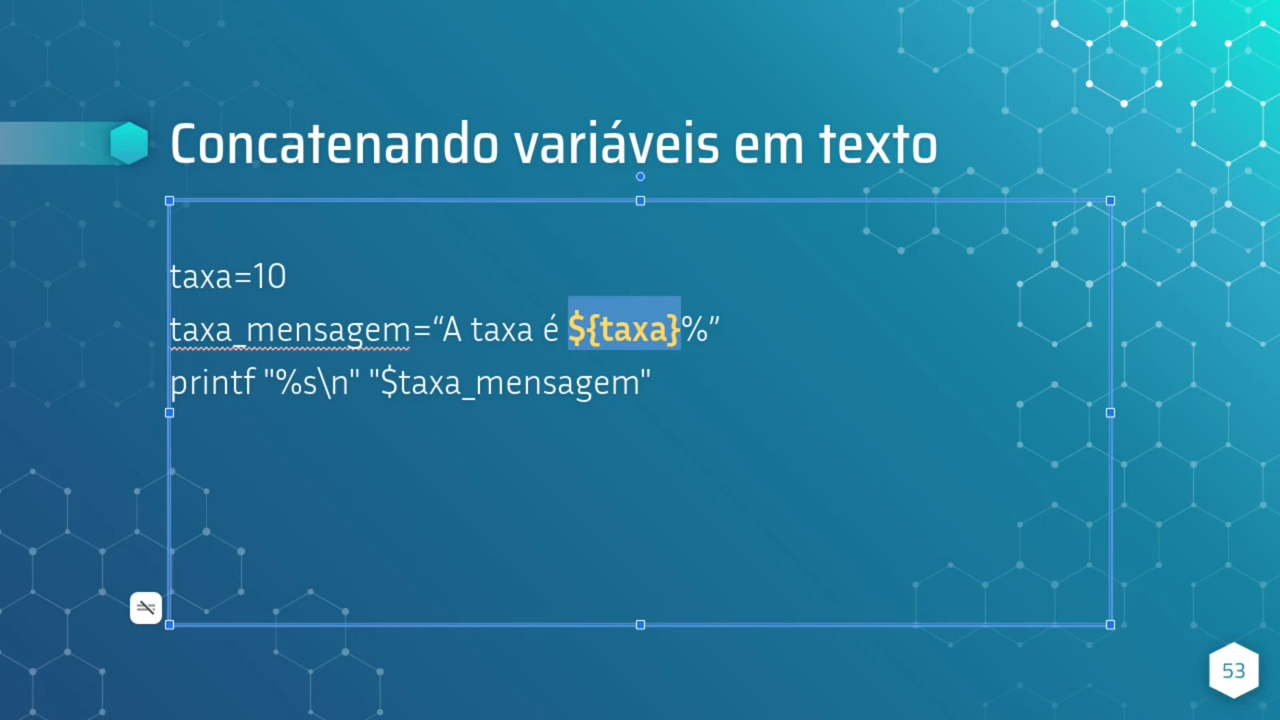 Concatenando variáveis em texto
taxa=10
taxa_mensagem=“A taxa é ${taxa}%”
printf "%s\n" "$taxa_mensagem"
53